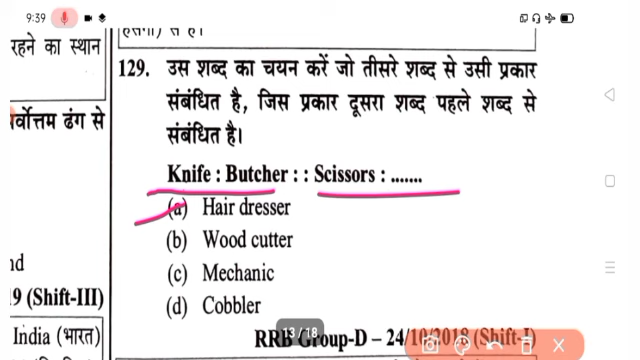 9:39
रहने का स्थान
129. उस शब्द का चयन करें जो तीसरे शब्द से उसी प्रकार
संबंधित है, जिस प्रकार दूसरा शब्द पहले शब्द से
र्वोत्तम ढंग से
संबंधित है।
Knife : Butcher : : Scissors : .......
(a) Hair dresser
(b) Wood cutter
nd
(c) Mechanic
9 (Shift-III)
(d) Cobbler
13 / 18
India (भारत)
RRB Group-D – 24/10/2018 (Shift-I)